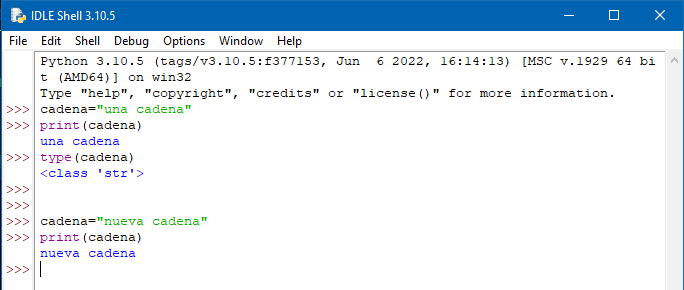 IDLE Shell 3.10.5
File Edit Shell Debug Options Window Help
Python 3.10.5 (tags/v3.10.5:f377153, Jun  6 2022, 16:14:13) [MSC v.1929 64 bi
t (AMD64)] on win32
Type "help", "copyright", "credits" or "license()" for more information.
>>> cadena="una cadena"
>>> print(cadena)
una cadena
>>> type(cadena)
<class 'str'>
>>>
>>>
>>> cadena="nueva cadena"
>>> print(cadena)
nueva cadena
>>>